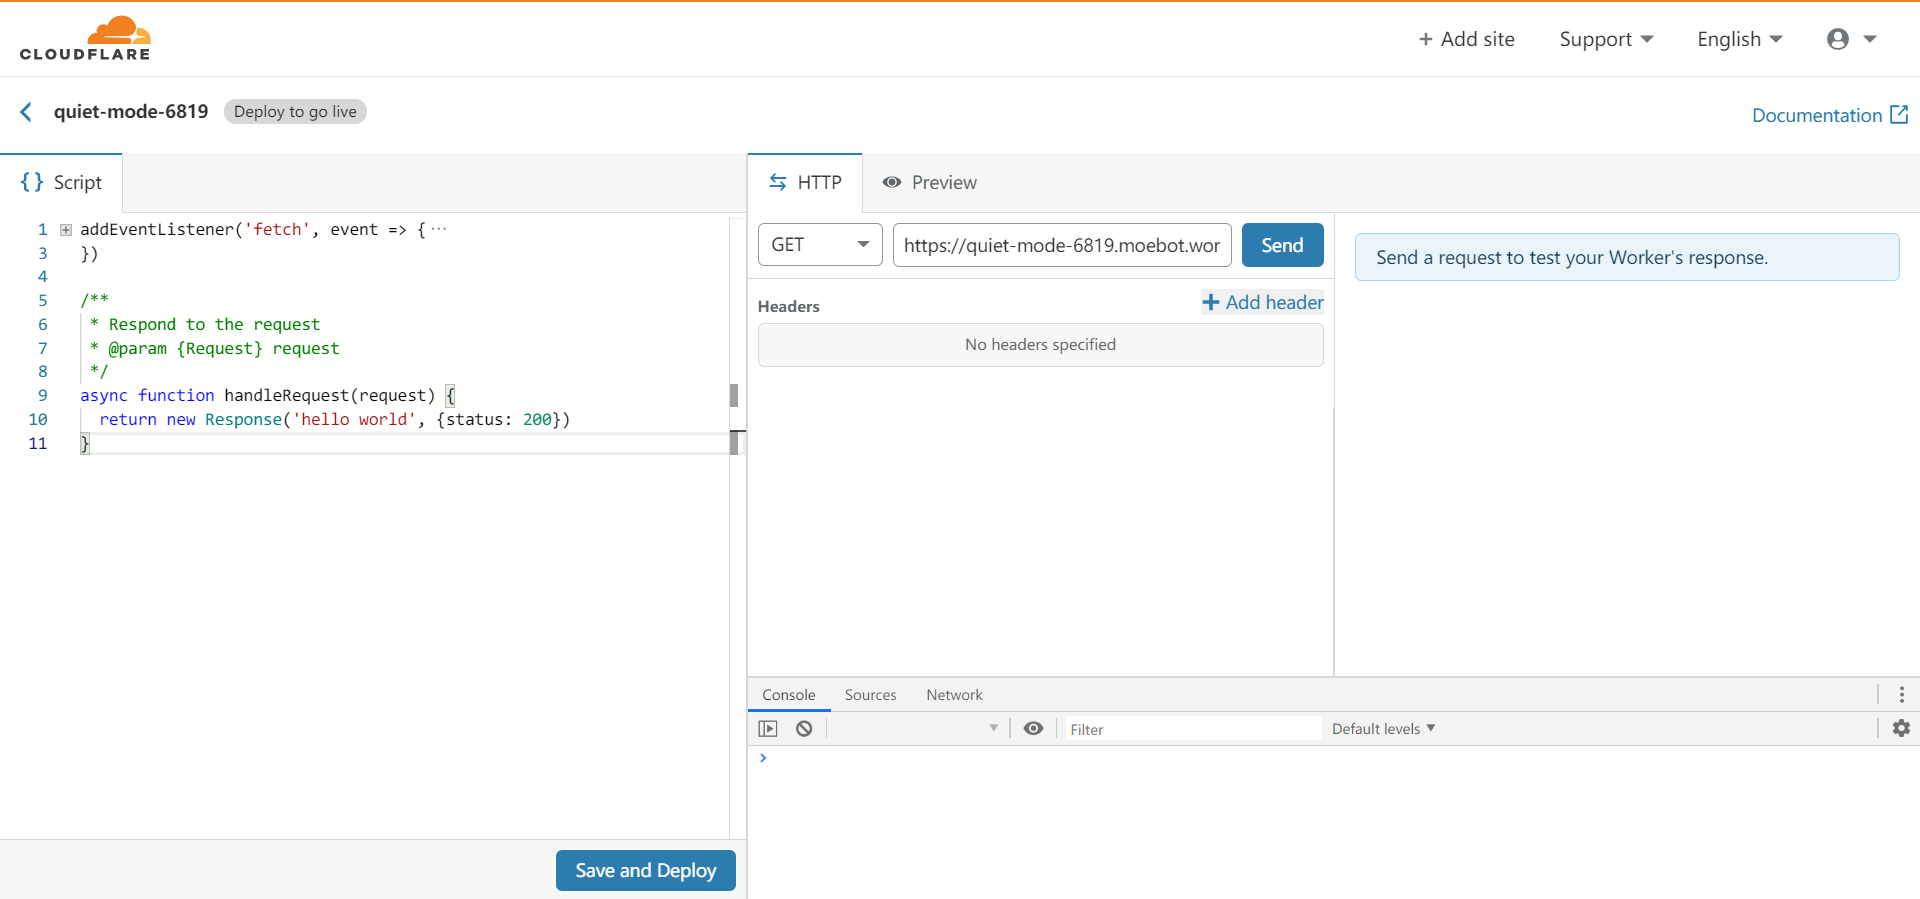 CLOUDFLARE
+ Add site
Support
English
quiet-mode-6819
Deploy to go live
Documentation
{} Script
HTTP
Preview
1 addEventListener('fetch', event => {···
3 })
4
5 /**
6 * Respond to the request
7 * @param {Request} request
8 */
9 async function handleRequest(request) {
10 return new Response('hello world', {status: 200})
11 }
GET
https://quiet-mode-6819.moebot.wor
Send
Send a request to test your Worker's response.
Headers
+ Add header
No headers specified
Console
Sources
Network
Filter
Default levels ▼
Save and Deploy